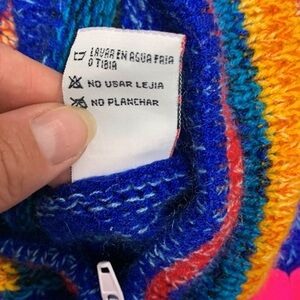 LAVAR EN AGUA FRIA
O TIBIA
NO USAR LEJIA
NO PLANCHAR